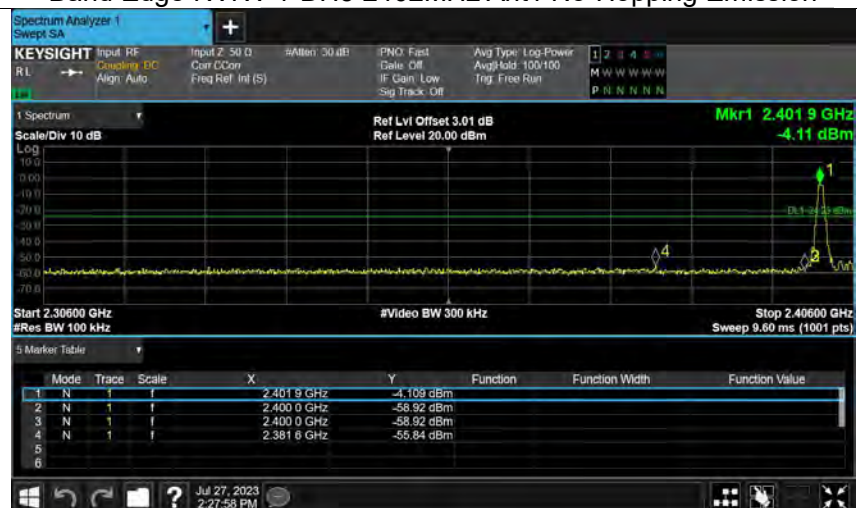 Spectrum Analyzer 1
Swept SA
+
KEYSIGHT Input: RF Input Z: 50 Ω #Atten: 30 dB PNO: Fast Avg Type: Log-Power 1 2 3 4 5 6
RL Coupling: DC Corr CCorr Gate: Off Avg|Hold: 100/100 M W W W W W
Align: Auto Freq Ref: Int (S) IF Gain: Low Trig: Free Run
Sig Track: Off P N N N N N
1 Spectrum Ref Lvl Offset 3.01 dB Mkr1 2.401 9 GHz
Scale/Div 10 dB Ref Level 20.00 dBm -4.11 dBm
Log
10.0
0.00
-10.0
-20.0
-30.0
-40.0
-50.0
-60.0
-70.0
1
4
2
Start 2.30600 GHz #Video BW 300 kHz Stop 2.40600 GHz
#Res BW 100 kHz Sweep 9.60 ms (1001 pts)
5 Marker Table
Mode Trace Scale X Y Function Function Width Function Value
1 N 1 f 2.401 9 GHz -4.109 dBm
2 N 1 f 2.400 0 GHz -58.92 dBm
3 N 1 f 2.400 0 GHz -58.92 dBm
4 N 1 f 2.381 6 GHz -55.84 dBm
5
6
? Jul 27, 2023
2:27:58 PM